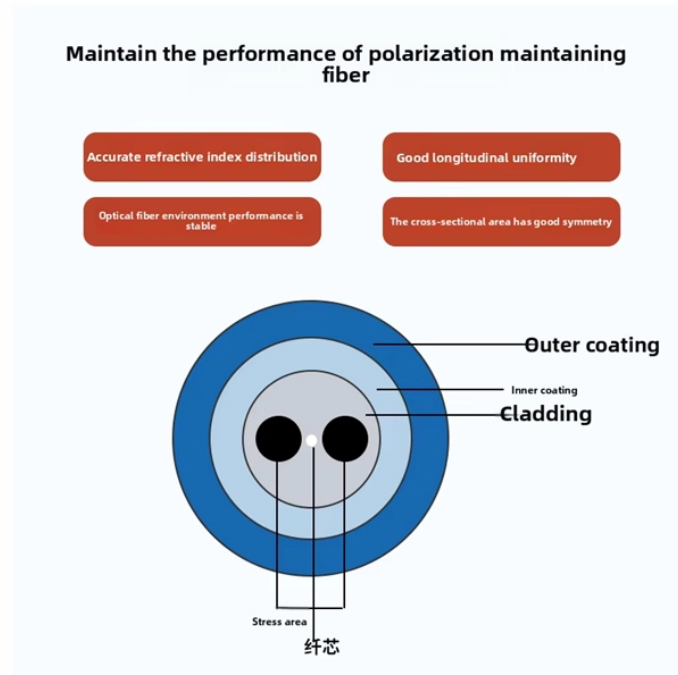 Maintain the performance of polarization maintaining
fiber
Accurate refractive index distribution
Good longitudinal uniformity
Optical fiber environment performance is
stable
The cross-sectional area has good symmetry
Outer coating
Inner coating
Cladding
Stress area
纤芯